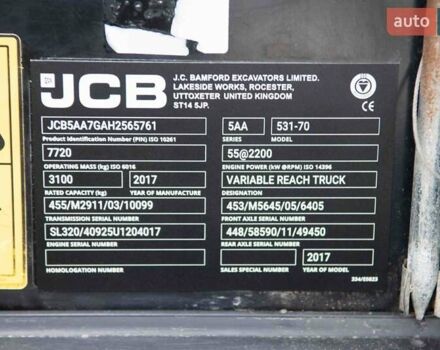 auto
JCB
J.C. BAMFORD EXCAVATORS LIMITED.
LAKESIDE WORKS, ROCESTER,
UTTOXETER UNITED KINGDOM
ST14 5JP.
JCB5AA7GAH2565761 5AA 531-70
Product Identification Number (PIN) ISO 10261 SERIES MODEL
7720 55@2200
OPERATING MASS (kg) ISO 6016 ENGINE POWER (kW @RPM) ISO 14396
3100 2017 VARIABLE REACH TRUCK
RATED CAPACITY (kg) YEAR OF MANUFACTURE DESIGNATION
455/M2911/03/10099 453/M5645/05/6405
TRANSMISSION SERIAL NUMBER FRONT AXLE SERIAL NUMBER
SL320/40925U1204017 448/58590/11/49450
ENGINE SERIAL NUMBER REAR AXLE SERIAL NUMBER
2017
HOMOLOGATION NUMBER SALES SPECIAL NUMBER YEAR OF MODEL
334/E5823